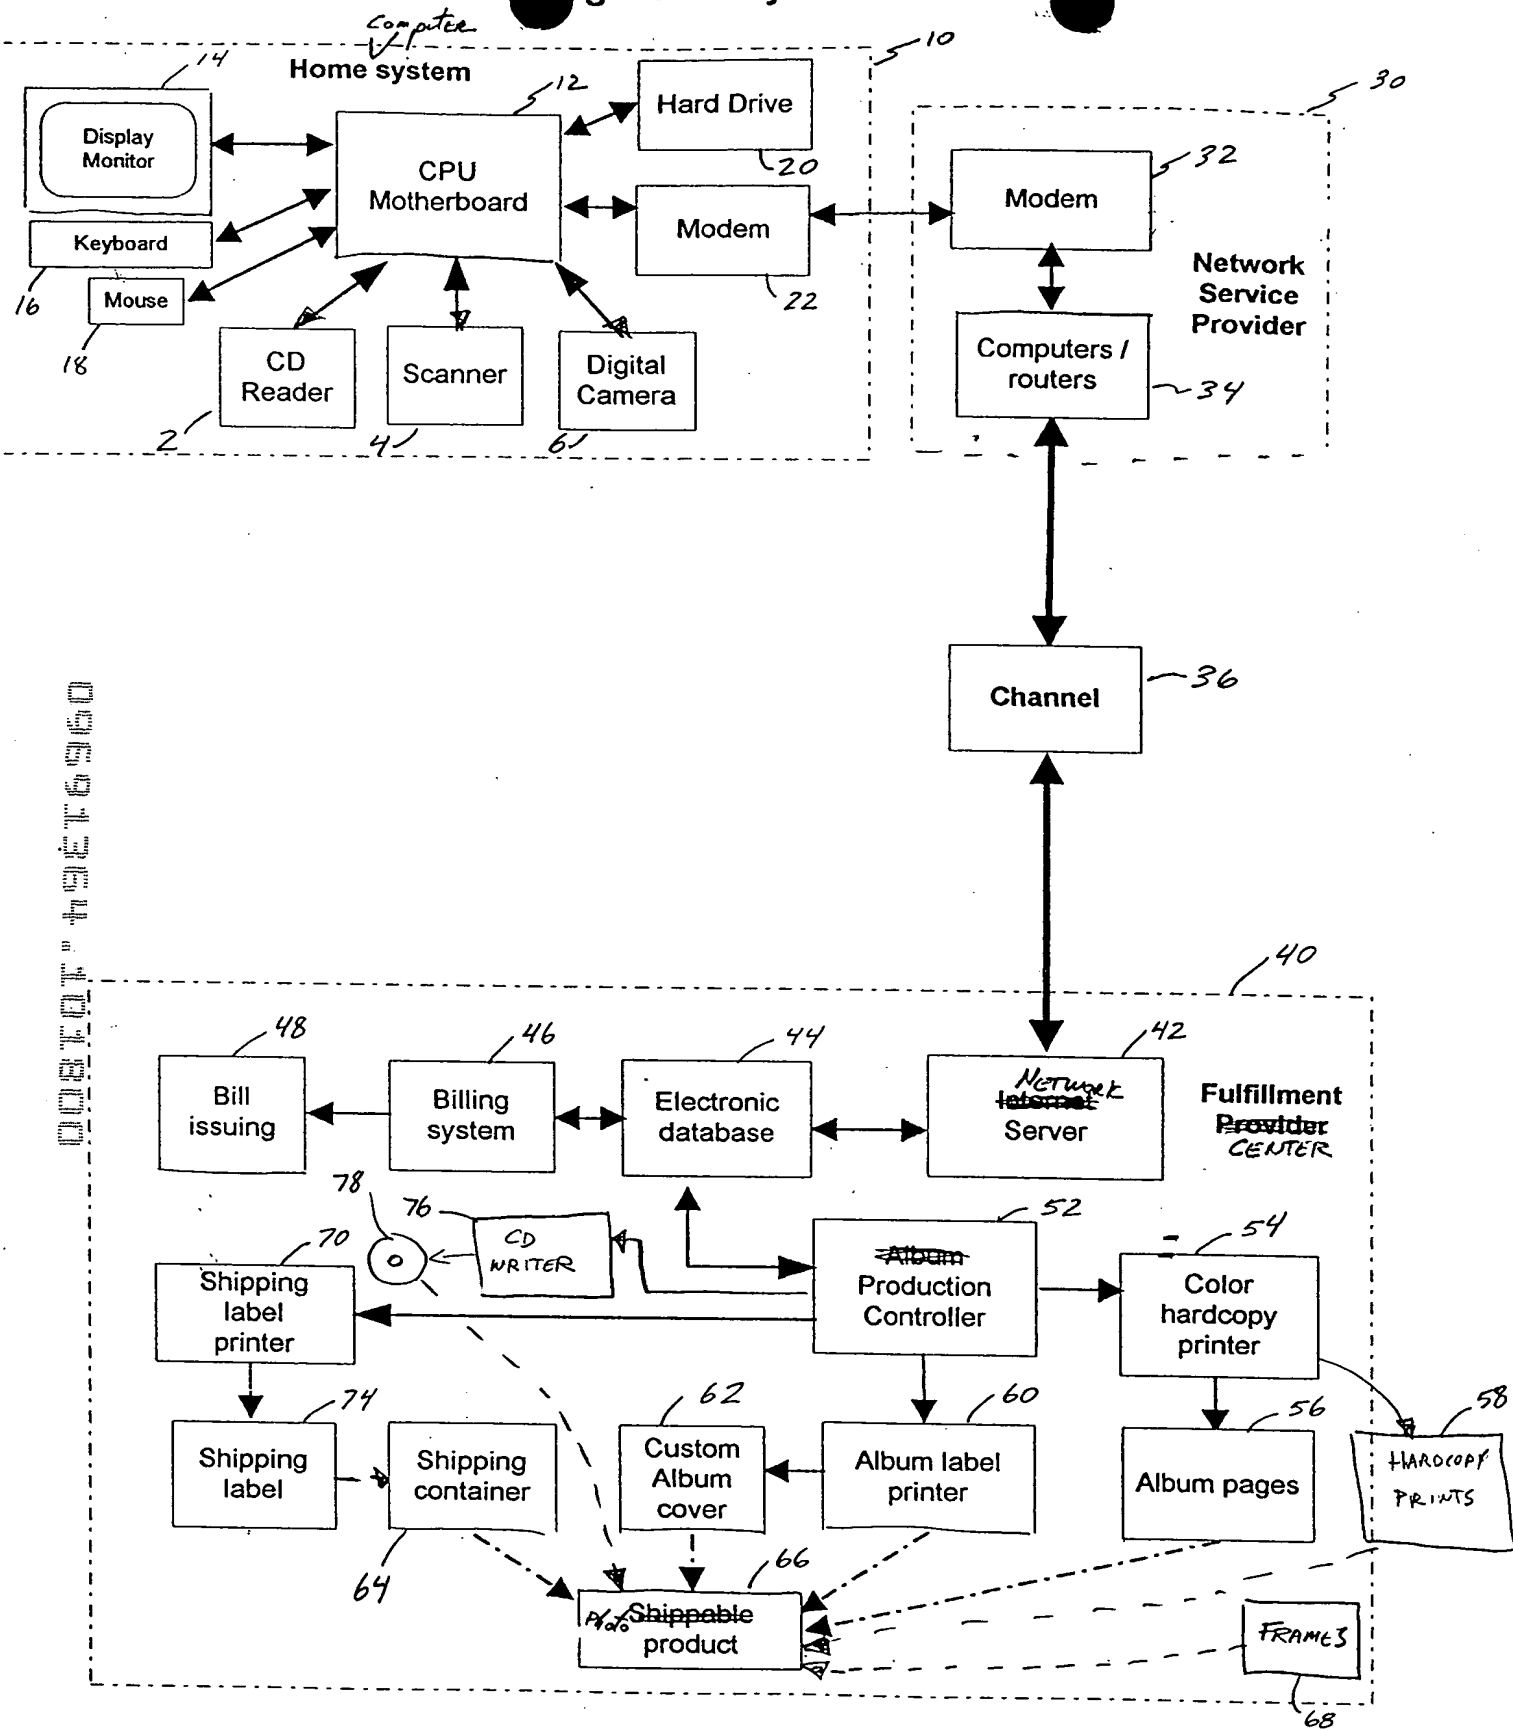 Computer
Home system
10
14
Display
Monitor
12
CPU
Motherboard
Hard Drive
20
30
32
Modem
Keyboard
16
Modem
22
Network
Service
Provider
Mouse
18
CD
Reader
2
Scanner
4
Digital
Camera
6
Computers /
routers
34
Channel
36
40
48
46
44
42
Bill
issuing
Billing
system
Electronic
database
NETWORK
Internet
Server
Fulfillment
Provider
CENTER
78
76
CD
WRITER
52
Album
Production
Controller
54
Color
hardcopy
printer
70
Shipping
label
printer
74
Shipping
label
Shipping
container
64
62
Custom
Album
cover
60
Album label
printer
56
Album pages
58
HARDCOPY
PRINTS
66
Photo Shippable
product
FRAMES
68